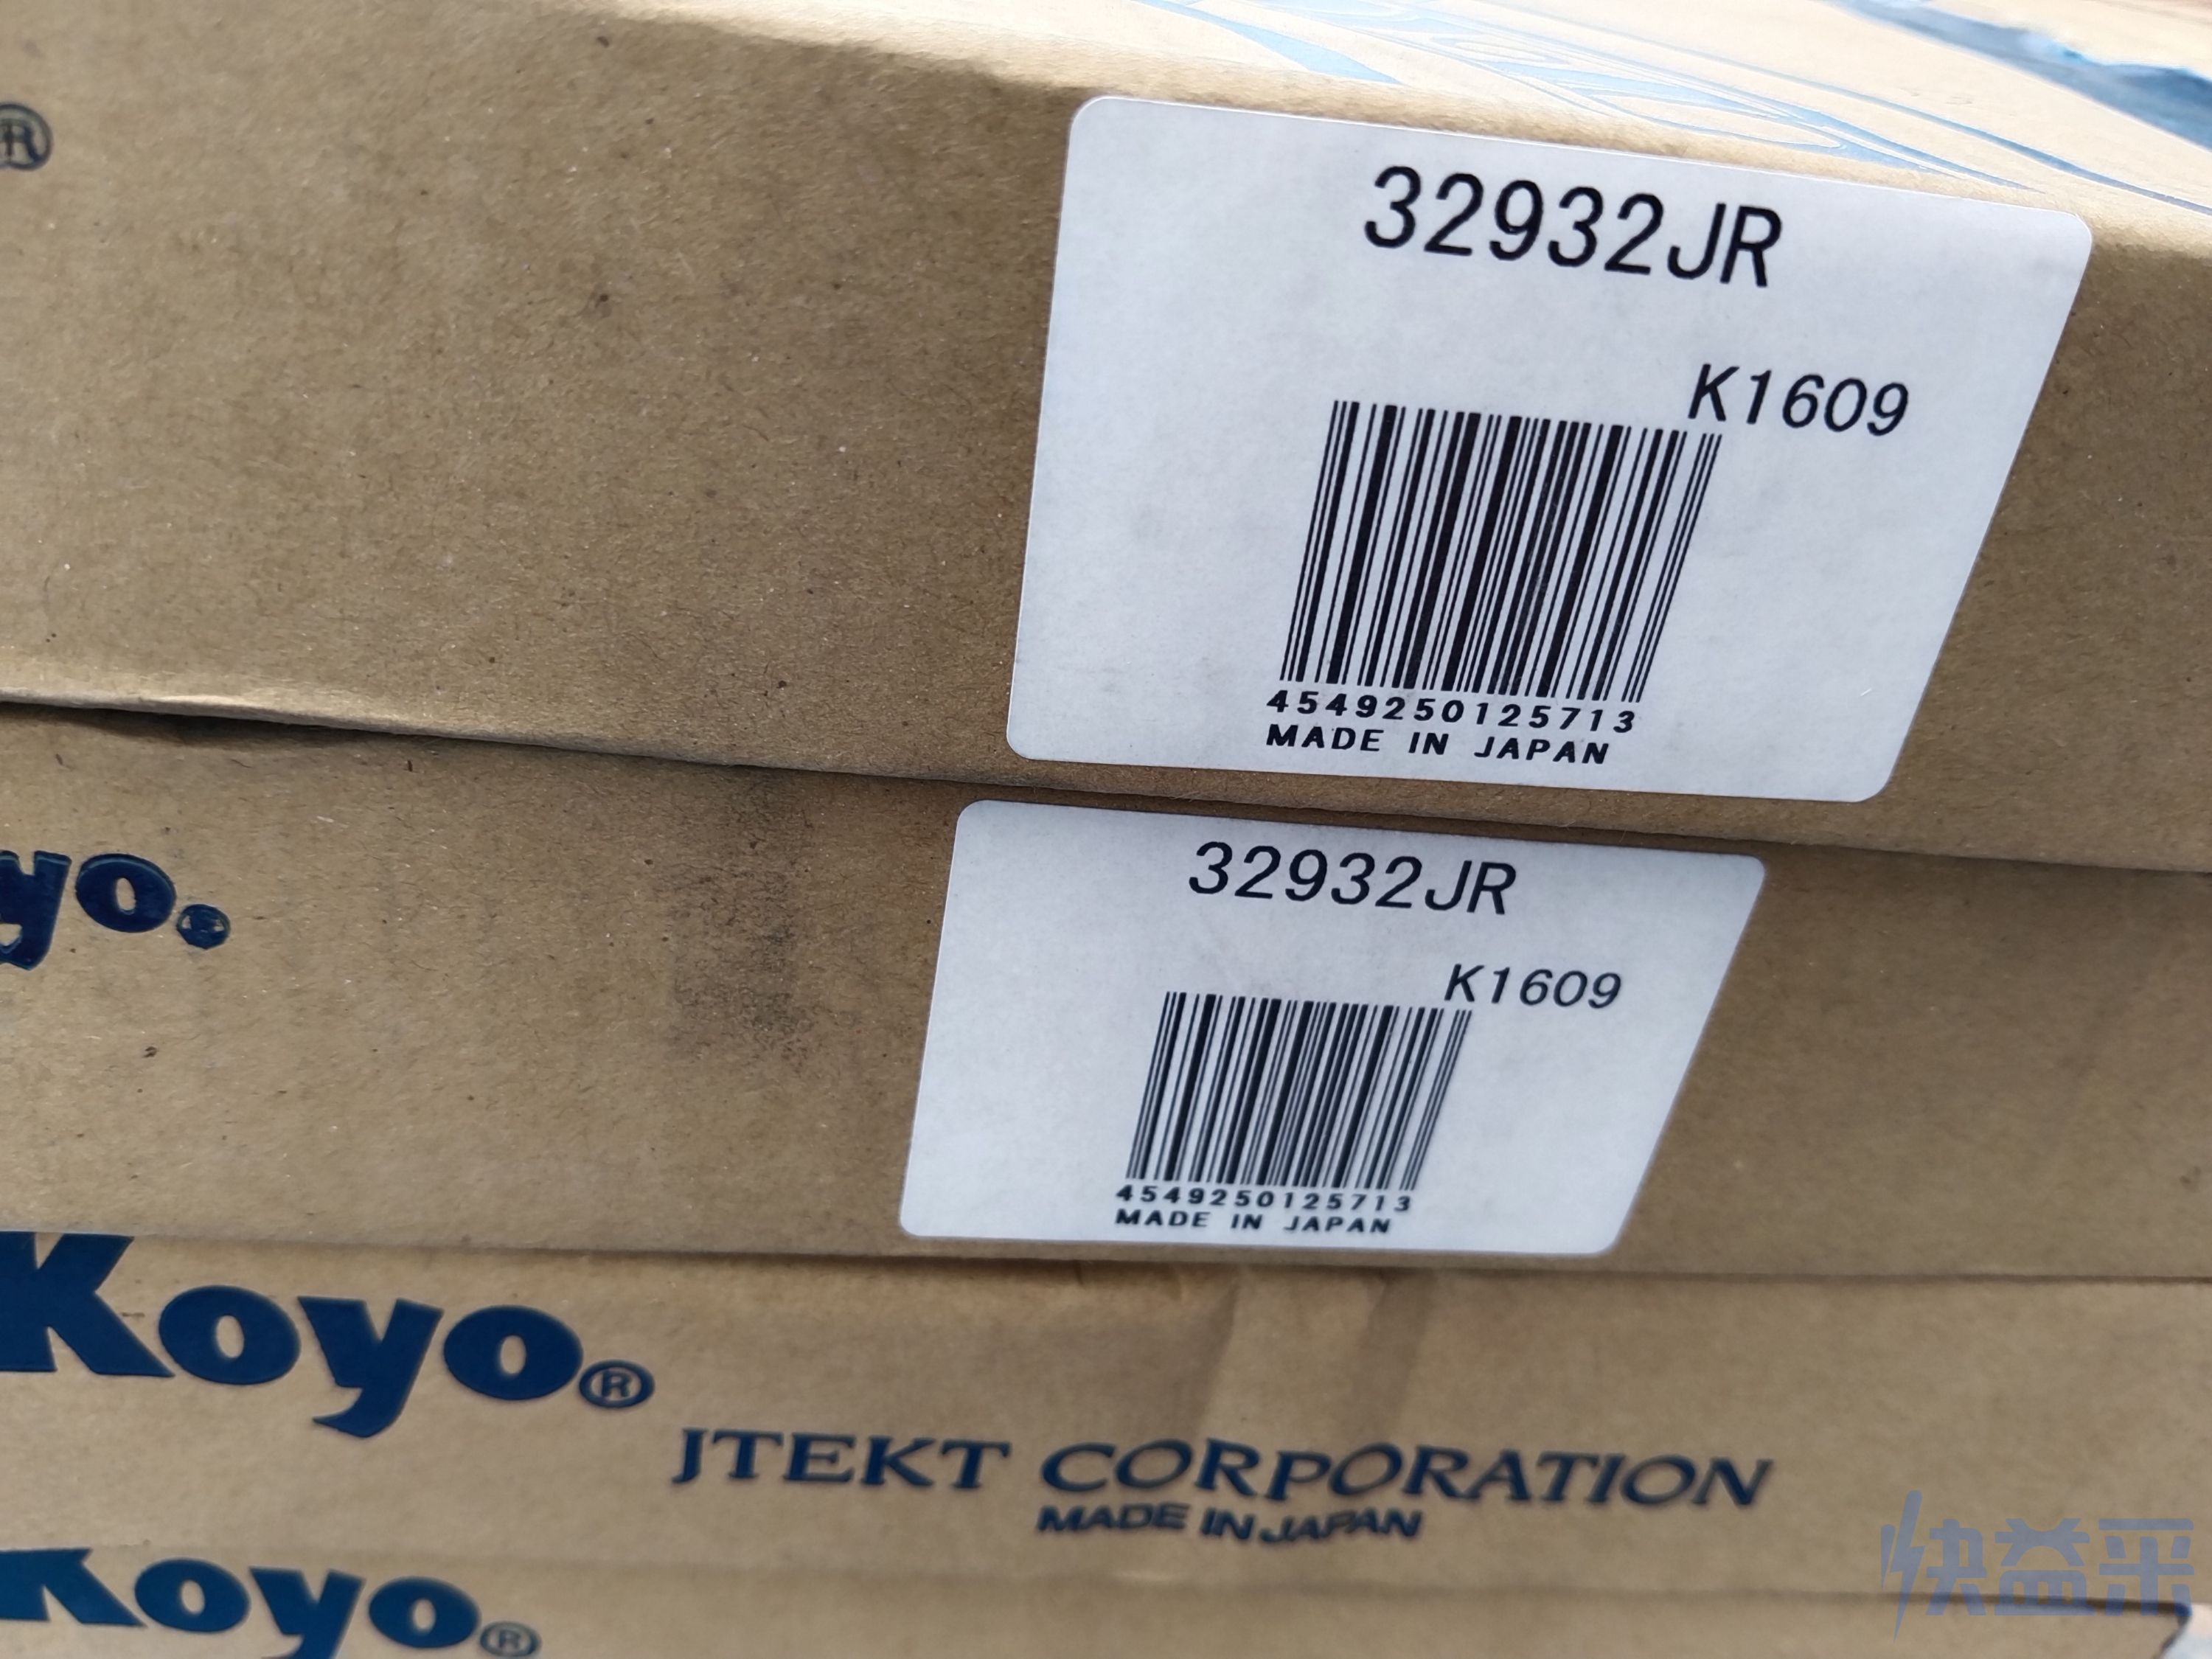 ®
32932JR
K1609
4549250125713
MADE IN JAPAN
yo®
32932JR
K1609
4549250125713
MADE IN JAPAN
Koyo®
JTEKT CORPORATION
MADE IN JAPAN
Koyo®
快益采